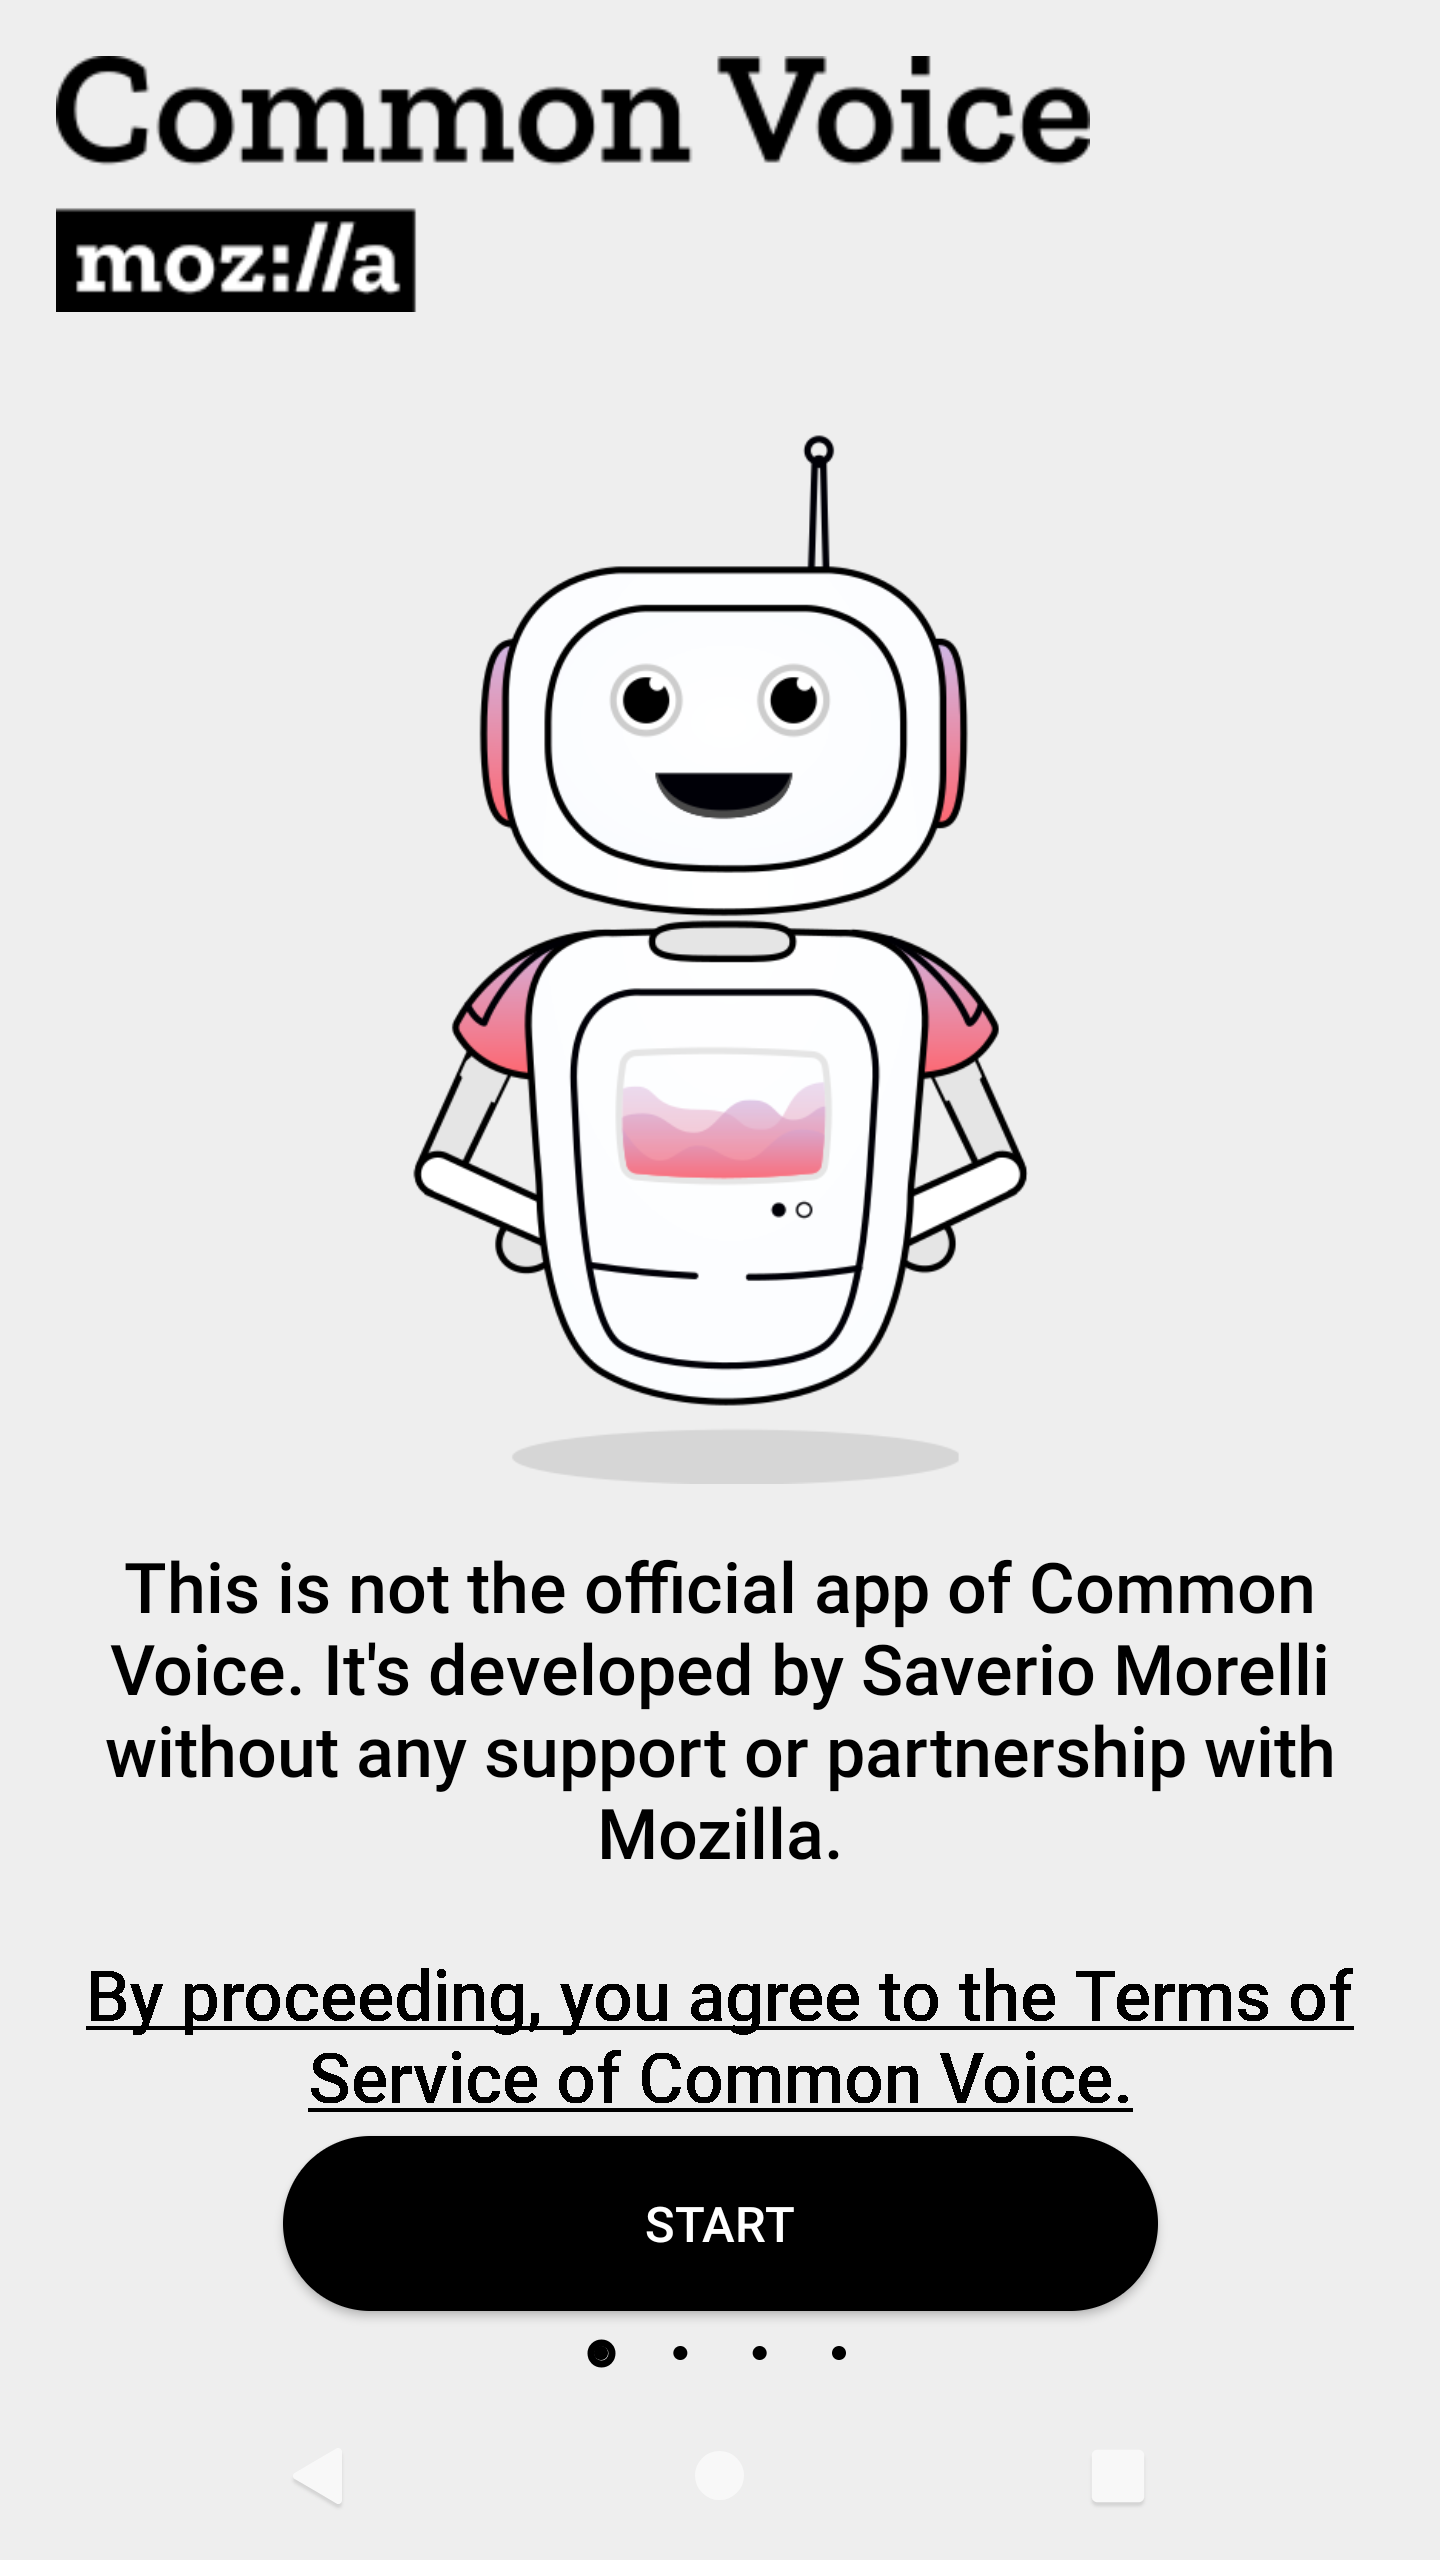 Common Voice
moz://a
This is not the official app of Common
Voice. It's developed by Saverio Morelli
without any support or partnership with
Mozilla.
By proceeding, you agree to the Terms of
Service of Common Voice.
START